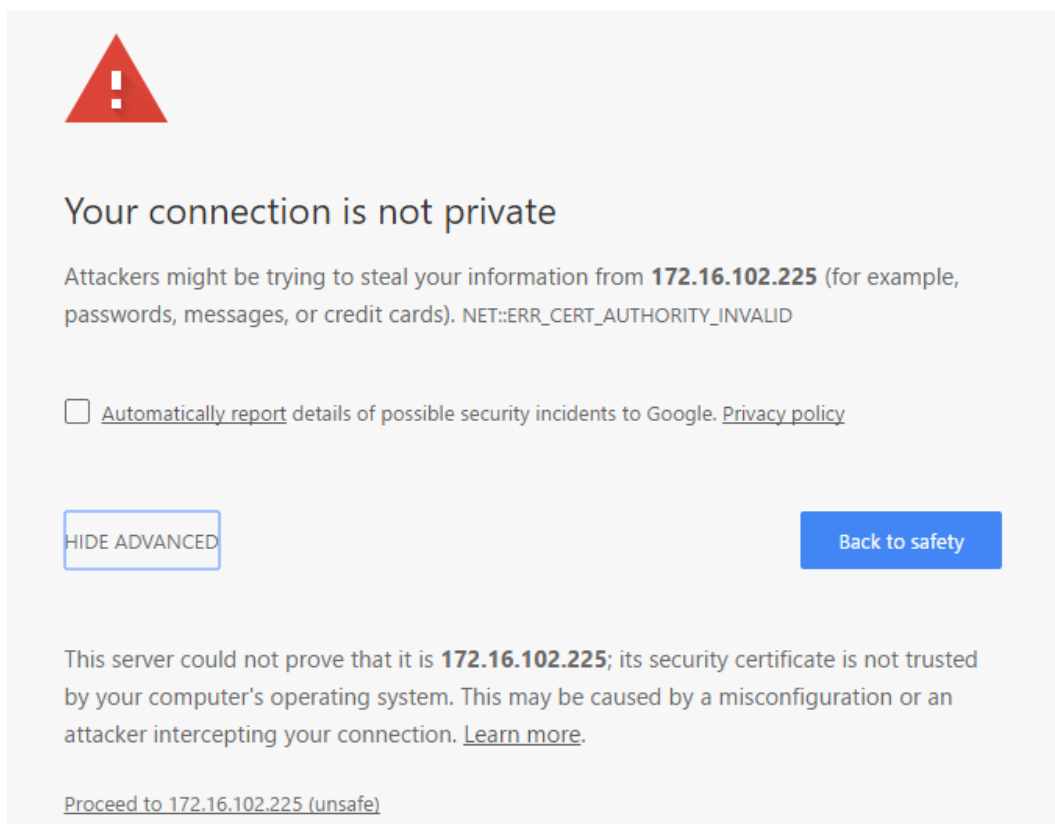 Your connection is not private
Attackers might be trying to steal your information from 172.16.102.225 (for example,
passwords, messages, or credit cards). NET::ERR_CERT_AUTHORITY_INVALID
Automatically report details of possible security incidents to Google. Privacy policy
HIDE ADVANCED
Back to safety
This server could not prove that it is 172.16.102.225; its security certificate is not trusted
by your computer's operating system. This may be caused by a misconfiguration or an
attacker intercepting your connection. Learn more.
Proceed to 172.16.102.225 (unsafe)